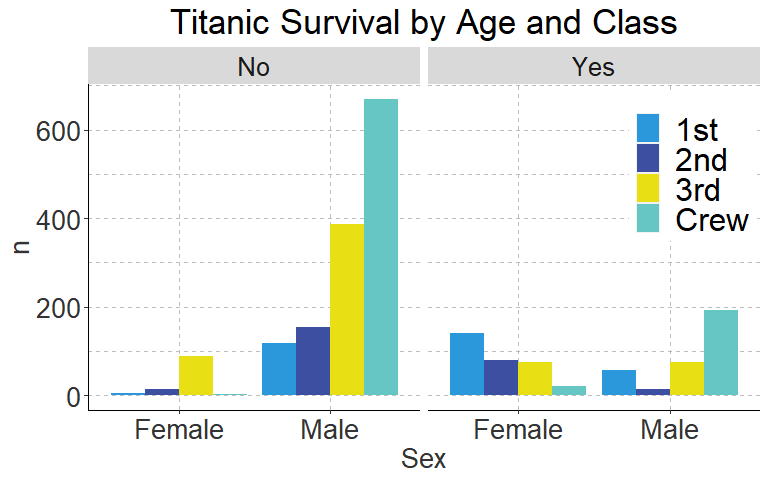 Titanic Survival by Age and Class
No
Yes
600
400
200
0
n
1st
2nd
3rd
Crew
Female
Male
Female
Male
Sex